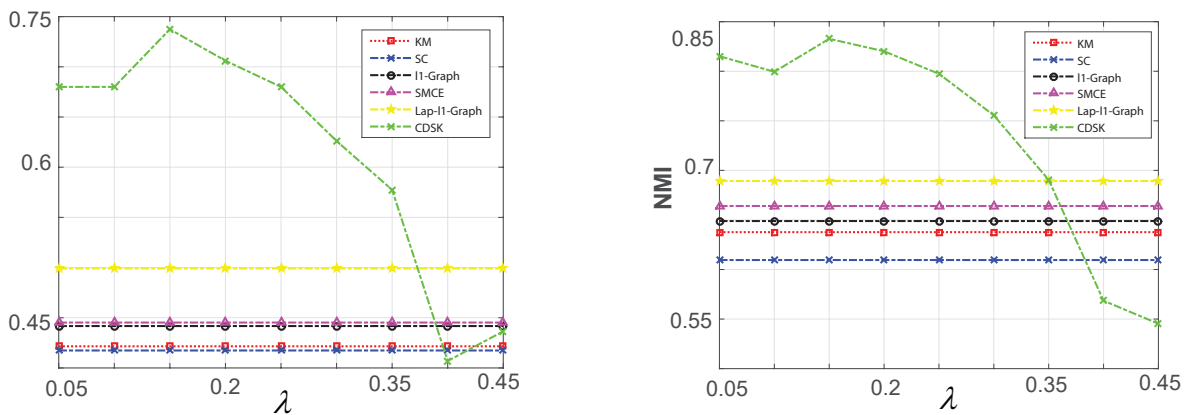 0.75
0.6
0.45
KM
SC
l1-Graph
SMCE
Lap-l1-Graph
CDSK
0.05
0.2
0.35
0.45
λ
NMI
0.85
0.7
0.55
KM
SC
l1-Graph
SMCE
Lap-l1-Graph
CDSK
0.05
0.2
0.35
0.45
λ